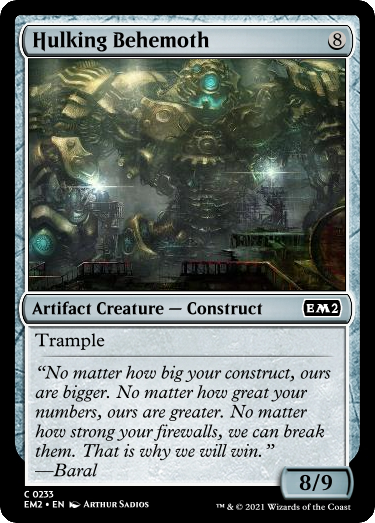 Hulking Behemoth 8
Artifact Creature — Construct EM2
Trample
“No matter how big your construct, ours
are bigger. No matter how great your
numbers, ours are greater. No matter
how strong your firewalls, we can break
them. That is why we will win.”
—Baral
8/9
C 0233
EM2 • EN Arthur Sadios ™ & © 2021 Wizards of the Coast